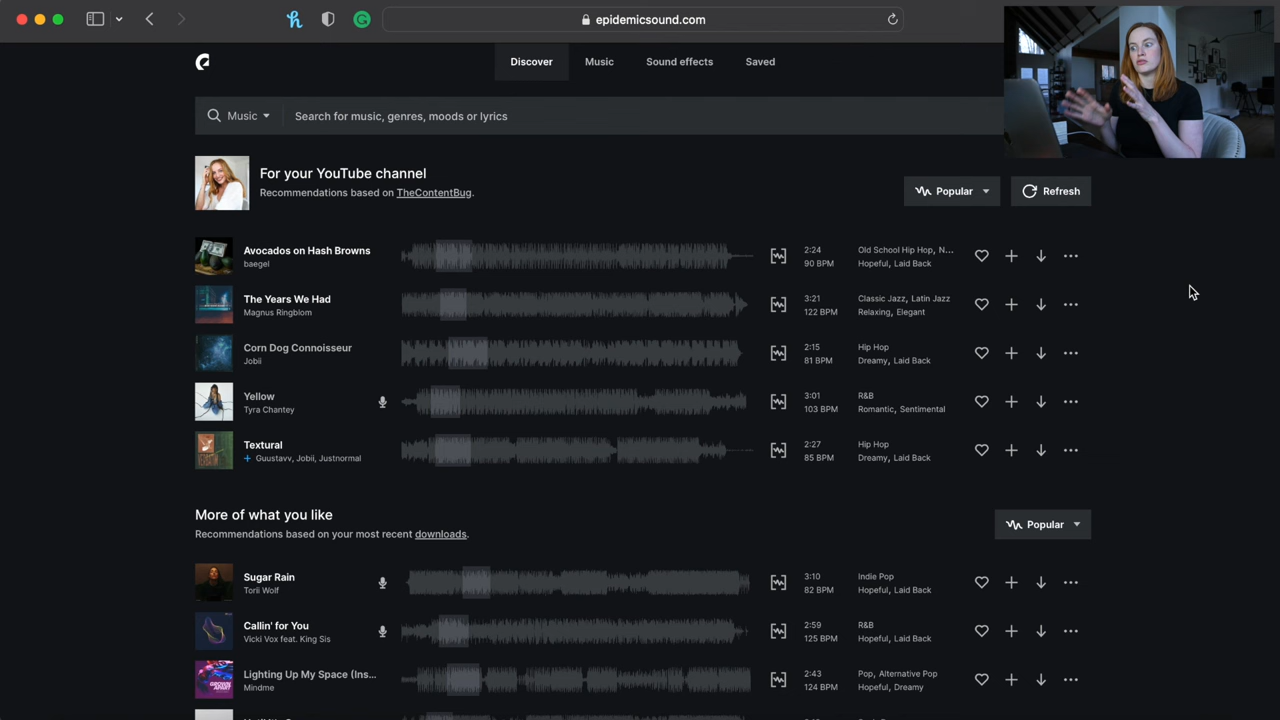 epidemicsound.com
Discover
Music
Sound effects
Saved
Music
Search for music, genres, moods or lyrics
For your YouTube channel
Recommendations based on TheContentBug.
Popular
Refresh
Avocados on Hash Browns
baegel
2:24
90 BPM
Old School Hip Hop, N...
Hopeful, Laid Back
The Years We Had
Magnus Ringblom
3:21
122 BPM
Classic Jazz, Latin Jazz
Relaxing, Elegant
Corn Dog Connoisseur
Jobii
2:15
81 BPM
Hip Hop
Dreamy, Laid Back
Yellow
Tyra Chantey
3:01
103 BPM
R&B
Romantic, Sentimental
Textural
+ Guustavv, Jobii, Justnormal
2:27
85 BPM
Hip Hop
Dreamy, Laid Back
More of what you like
Recommendations based on your most recent downloads.
Popular
Sugar Rain
Torii Wolf
3:10
82 BPM
Indie Pop
Hopeful, Laid Back
Callin' for You
Vicki Vox feat. King Sis
2:59
125 BPM
R&B
Hopeful, Laid Back
Lighting Up My Space (Ins...
Mindme
2:43
124 BPM
Pop, Alternative Pop
Hopeful, Dreamy